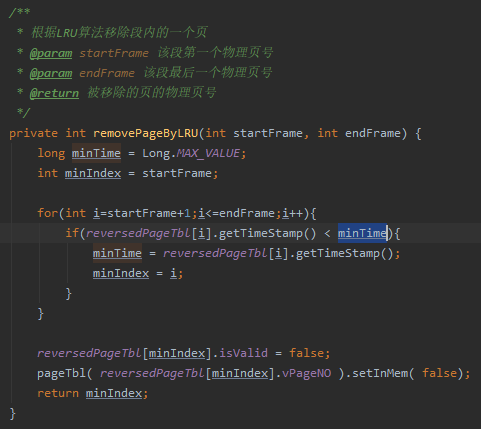 /**
 * 根据LRU算法移除段内的一个页
 * @param startFrame 该段第一个物理页号
 * @param endFrame 该段最后一个物理页号
 * @return 被移除的页的物理页号
 */
private int removePageByLRU(int startFrame, int endFrame) {
    long minTime = Long.MAX_VALUE;
    int minIndex = startFrame;

    for(int i=startFrame+1;i<=endFrame;i++){
        if(reversedPageTbl[i].getTimeStamp() < minTime){
            minTime = reversedPageTbl[i].getTimeStamp();
            minIndex = i;
        }
    }

    reversedPageTbl[minIndex].isValid = false;
    pageTbl( reversedPageTbl[minIndex].vPageNO ).setInMem( false);
    return minIndex;
}